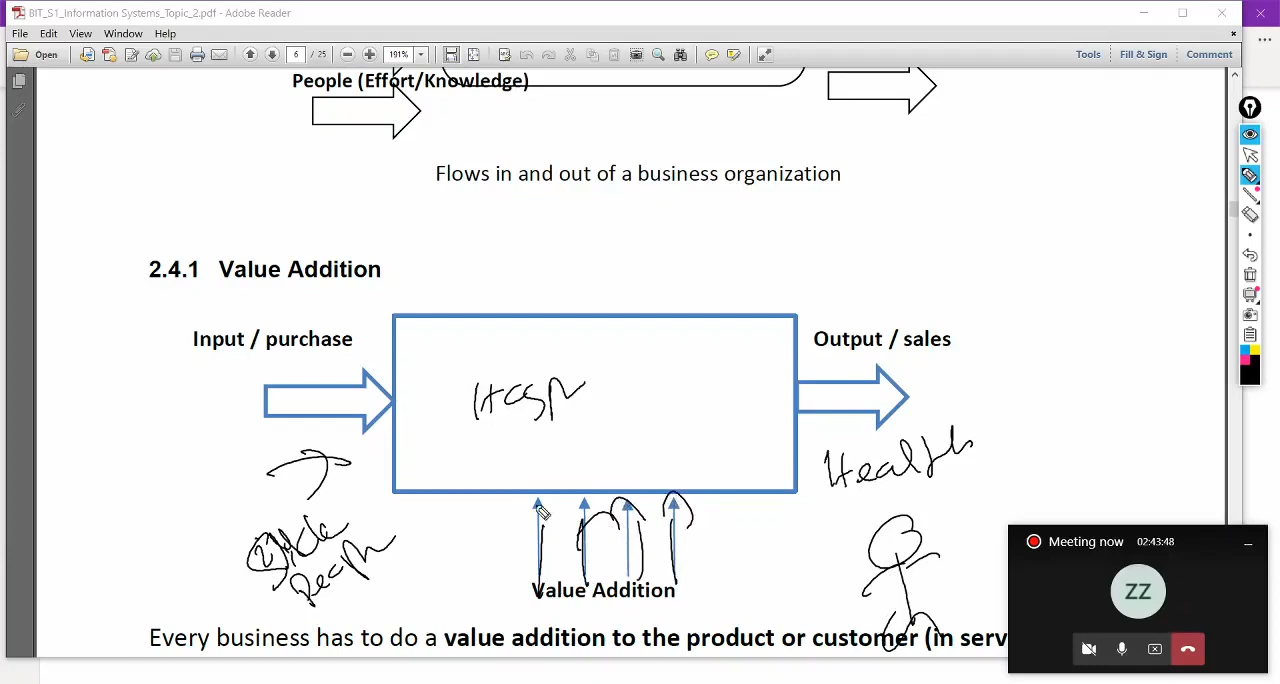 BIT_S1_Information Systems_Topic_2.pdf - Adobe Reader
File Edit View Window Help
Open 6 / 25 191% Tools Fill & Sign Comment
People (Effort/Knowledge)
Flows in and out of a business organization
2.4.1 Value Addition
Input / purchase Output / sales
Hosp
Health
Meeting now 02:43:48
ZZ
Value Addition
Every business has to do a value addition to the product or customer (in serv